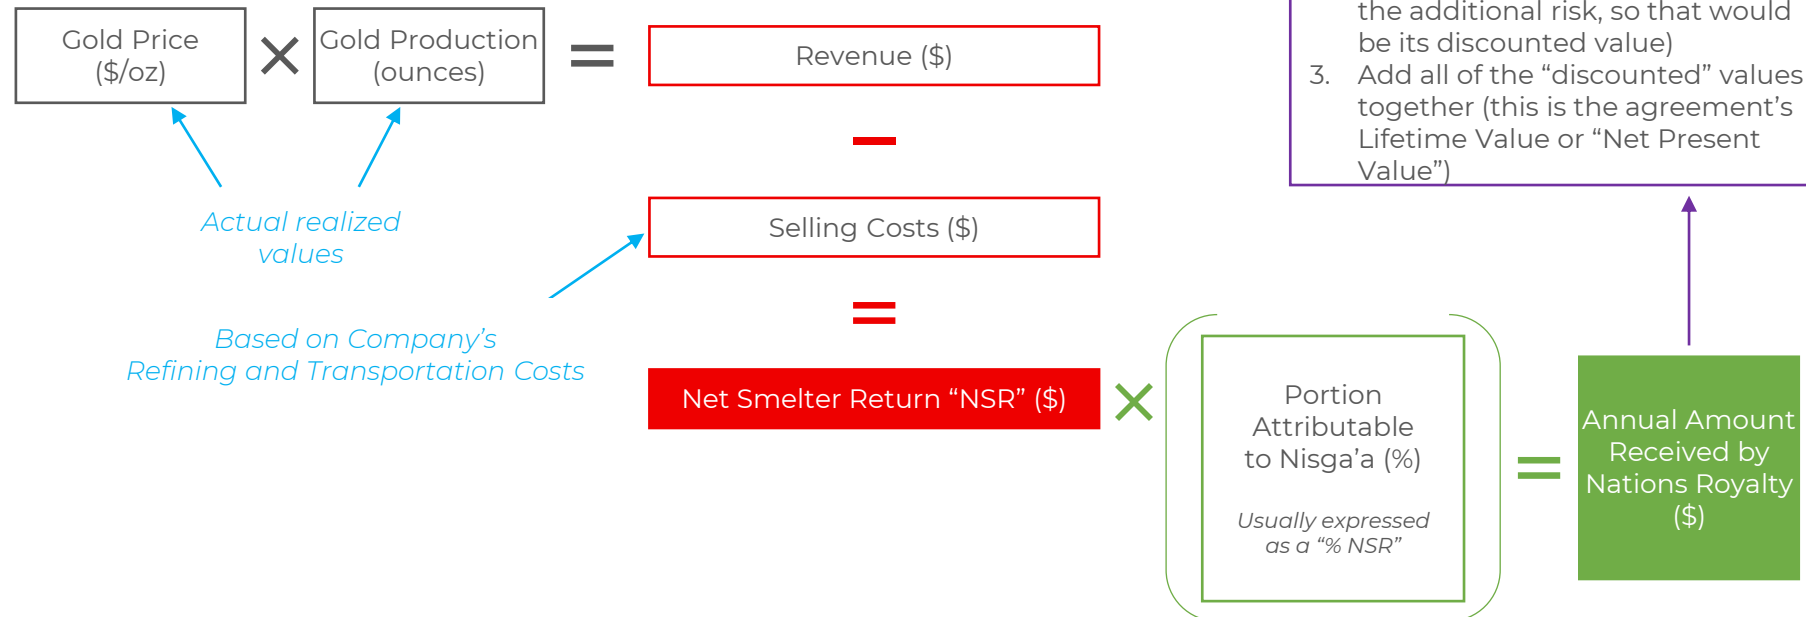 Gold Price
($/oz)
×
Gold Production
(ounces)
=
Revenue ($)
the additional risk, so that would
be its discounted value)
3. Add all of the “discounted” values
together (this is the agreement’s
Lifetime Value or “Net Present
Value”)
−
Actual realized
values
Selling Costs ($)
=
Based on Company’s
Refining and Transportation Costs
Net Smelter Return “NSR” ($)
×
Portion
Attributable
to Nisga’a (%)
Usually expressed
as a “% NSR”
=
Annual Amount
Received by
Nations Royalty
($)